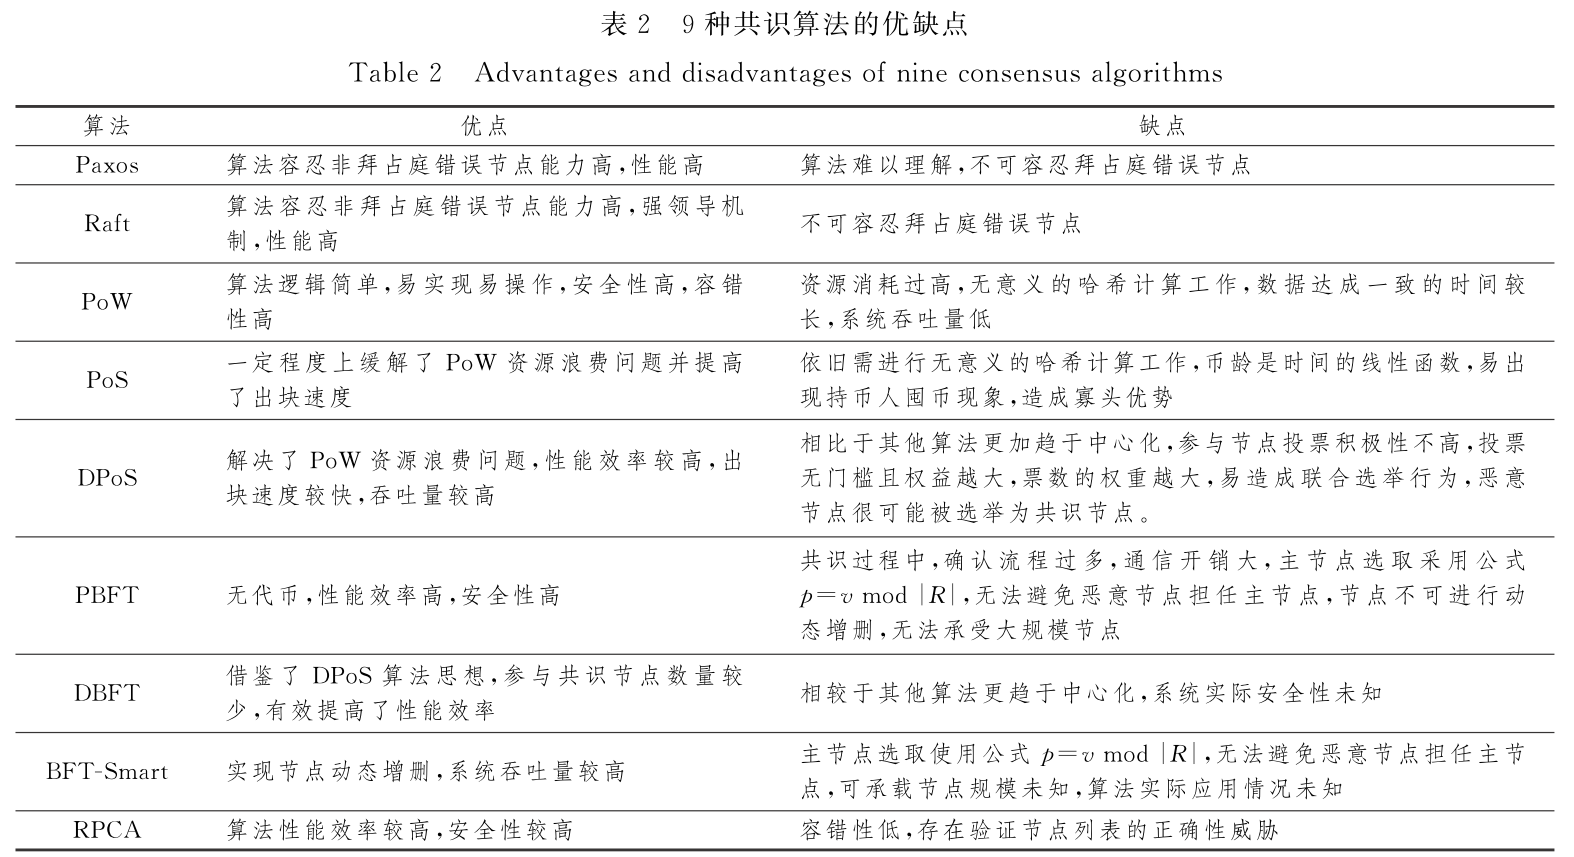 表 2　9 种共识算法的优缺点
Table 2　Advantages and disadvantages of nine consensus algorithms
算法　优点　缺点
Paxos　算法容忍非拜占庭错误节点能力高,性能高　算法难以理解,不可容忍拜占庭错误节点
Raft　算法容忍非拜占庭错误节点能力高,强领导机
制,性能高　不可容忍拜占庭错误节点
PoW　算法逻辑简单,易实现易操作,安全性高,容错
性高　资源消耗过高,无意义的哈希计算工作,数据达成一致的时间较
长,系统吞吐量低
PoS　一定程度上缓解了 PoW 资源浪费问题并提高
了出块速度　依旧需进行无意义的哈希计算工作,币龄是时间的线性函数,易出
现持币人囤币现象,造成寡头优势
DPoS　解决了 PoW 资源浪费问题,性能效率较高,出
块速度较快,吞吐量较高　相比于其他算法更加趋于中心化,参与节点投票积极性不高,投票
无门槛且权益越大,票数的权重越大,易造成联合选举行为,恶意
节点很可能被选举为共识节点。
PBFT　无代币,性能效率高,安全性高　共识过程中,确认流程过多,通信开销大,主节点选取采用公式
p=v mod |R|,无法避免恶意节点担任主节点,节点不可进行动
态增删,无法承受大规模节点
DBFT　借鉴了 DPoS 算法思想,参与共识节点数量较
少,有效提高了性能效率　相较于其他算法更趋于中心化,系统实际安全性未知
BFT-Smart　实现节点动态增删,系统吞吐量较高　主节点选取使用公式 p=v mod |R|,无法避免恶意节点担任主节
点,可承载节点规模未知,算法实际应用情况未知
RPCA　算法性能效率较高,安全性较高　容错性低,存在验证节点列表的正确性威胁